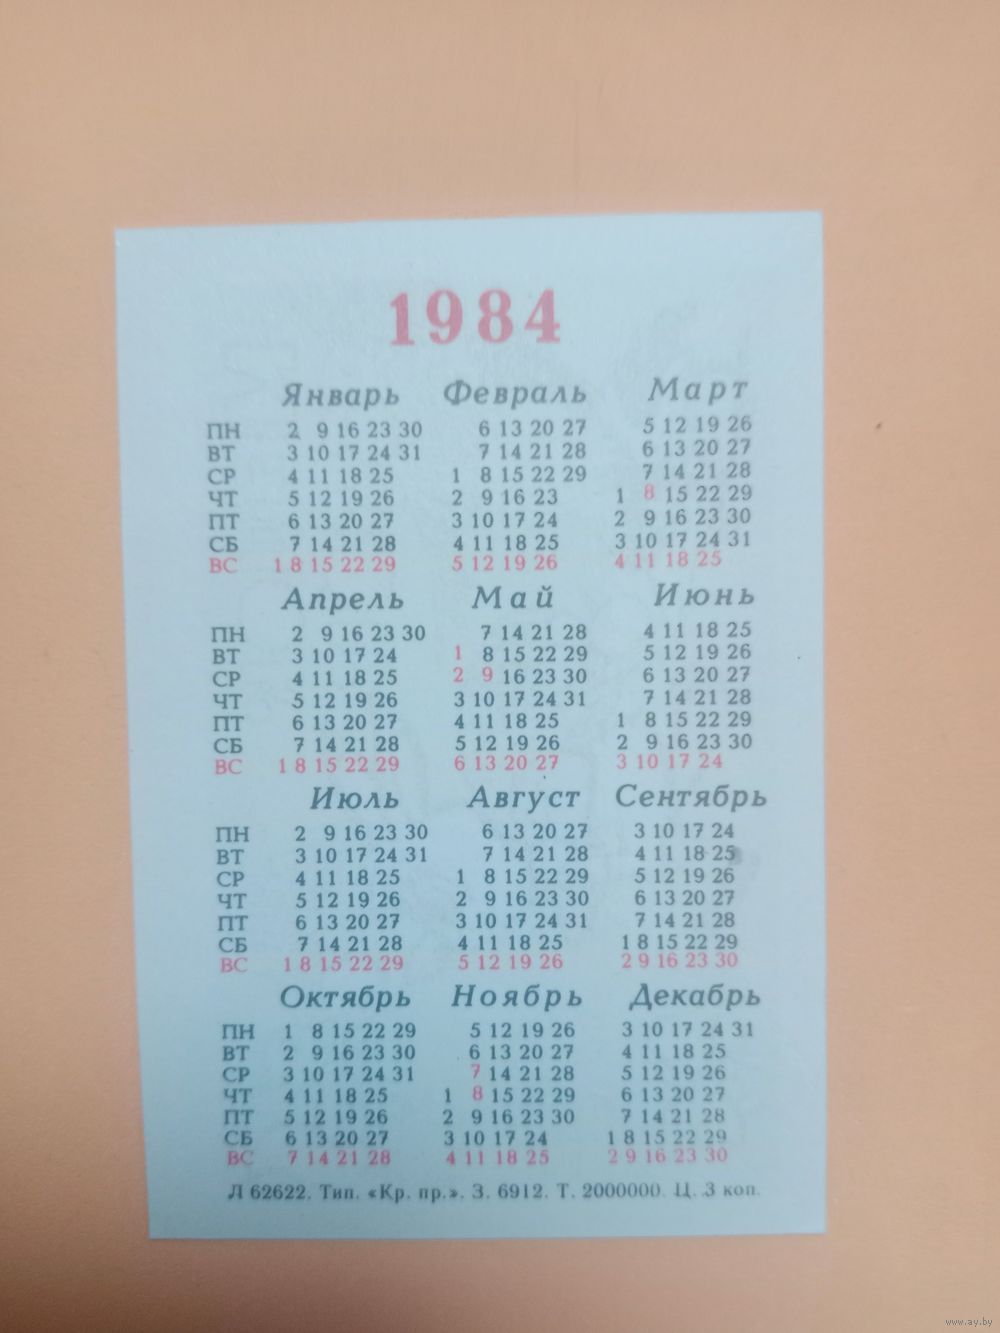 1984
Январь Февраль Март
ПН 2 9 16 23 30 6 13 20 27 5 12 19 26
ВТ 3 10 17 24 31 7 14 21 28 6 13 20 27
СР 4 11 18 25 1 8 15 22 29 7 14 21 28
ЧТ 5 12 19 26 2 9 16 23 1 8 15 22 29
ПТ 6 13 20 27 3 10 17 24 2 9 16 23 30
СБ 7 14 21 28 4 11 18 25 3 10 17 24 31
ВС 1 8 15 22 29 5 12 19 26 4 11 18 25
Апрель Май Июнь
ПН 2 9 16 23 30 7 14 21 28 4 11 18 25
ВТ 3 10 17 24 1 8 15 22 29 5 12 19 26
СР 4 11 18 25 2 9 16 23 30 6 13 20 27
ЧТ 5 12 19 26 3 10 17 24 31 7 14 21 28
ПТ 6 13 20 27 4 11 18 25 1 8 15 22 29
СБ 7 14 21 28 5 12 19 26 2 9 16 23 30
ВС 1 8 15 22 29 6 13 20 27 3 10 17 24
Июль Август Сентябрь
ПН 2 9 16 23 30 6 13 20 27 3 10 17 24
ВТ 3 10 17 24 31 7 14 21 28 4 11 18 25
СР 4 11 18 25 1 8 15 22 29 5 12 19 26
ЧТ 5 12 19 26 2 9 16 23 30 6 13 20 27
ПТ 6 13 20 27 3 10 17 24 31 7 14 21 28
СБ 7 14 21 28 4 11 18 25 1 8 15 22 29
ВС 1 8 15 22 29 5 12 19 26 2 9 16 23 30
Октябрь Ноябрь Декабрь
ПН 1 8 15 22 29 5 12 19 26 3 10 17 24 31
ВТ 2 9 16 23 30 6 13 20 27 4 11 18 25
СР 3 10 17 24 31 7 14 21 28 5 12 19 26
ЧТ 4 11 18 25 1 8 15 22 29 6 13 20 27
ПТ 5 12 19 26 2 9 16 23 30 7 14 21 28
СБ 6 13 20 27 3 10 17 24 1 8 15 22 29
ВС 7 14 21 28 4 11 18 25 2 9 16 23 30
Л 62622. Тип. «Кр. пр.». З. 6912. Т. 2000000. Ц. 3 коп.
www.ay.by